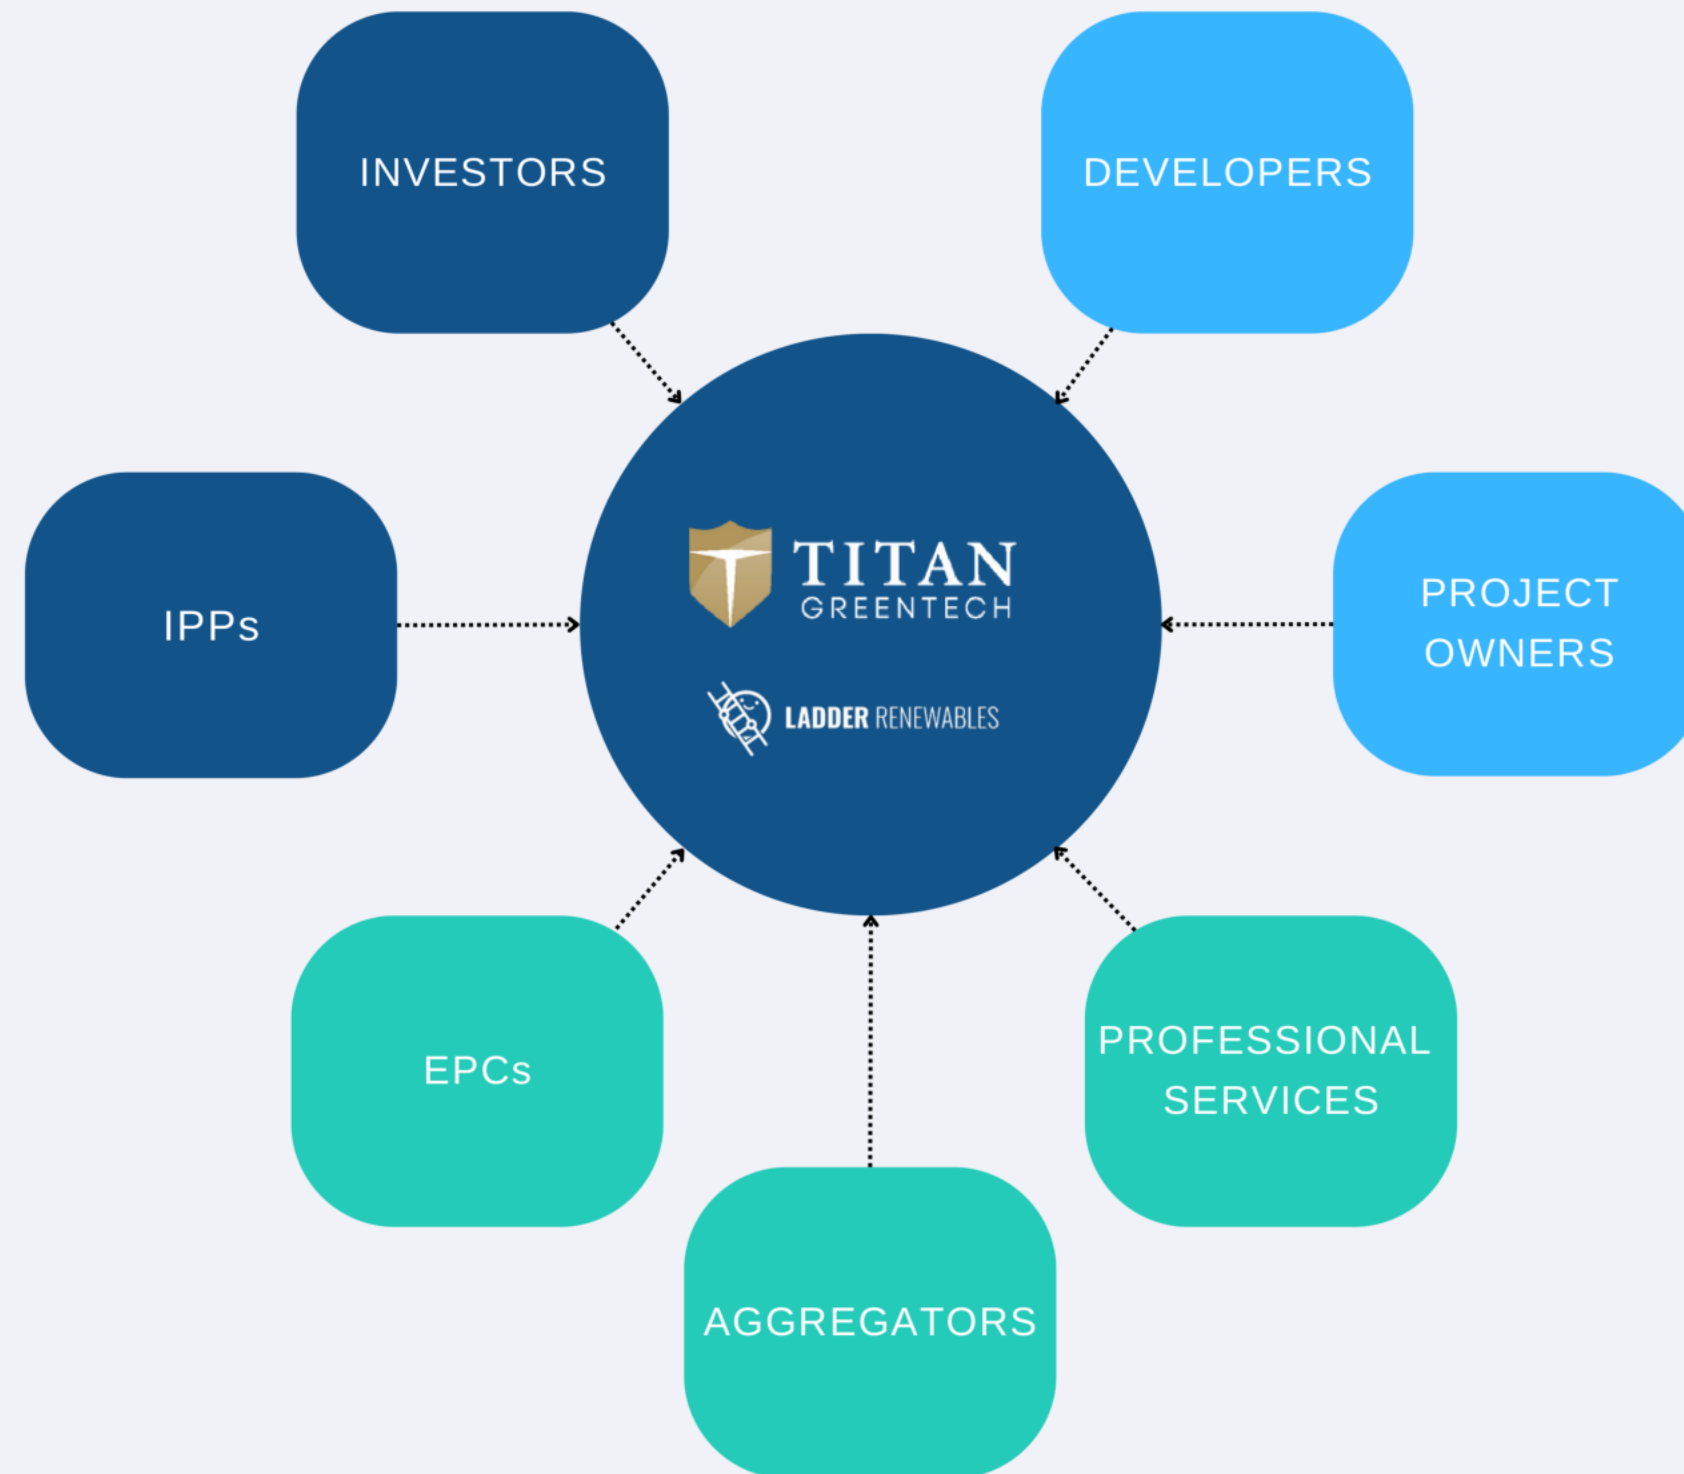 INVESTORS
DEVELOPERS
TITAN
GREENTECH
LADDER RENEWABLES
IPPs
PROJECT
OWNERS
EPCs
PROFESSIONAL
SERVICES
AGGREGATORS